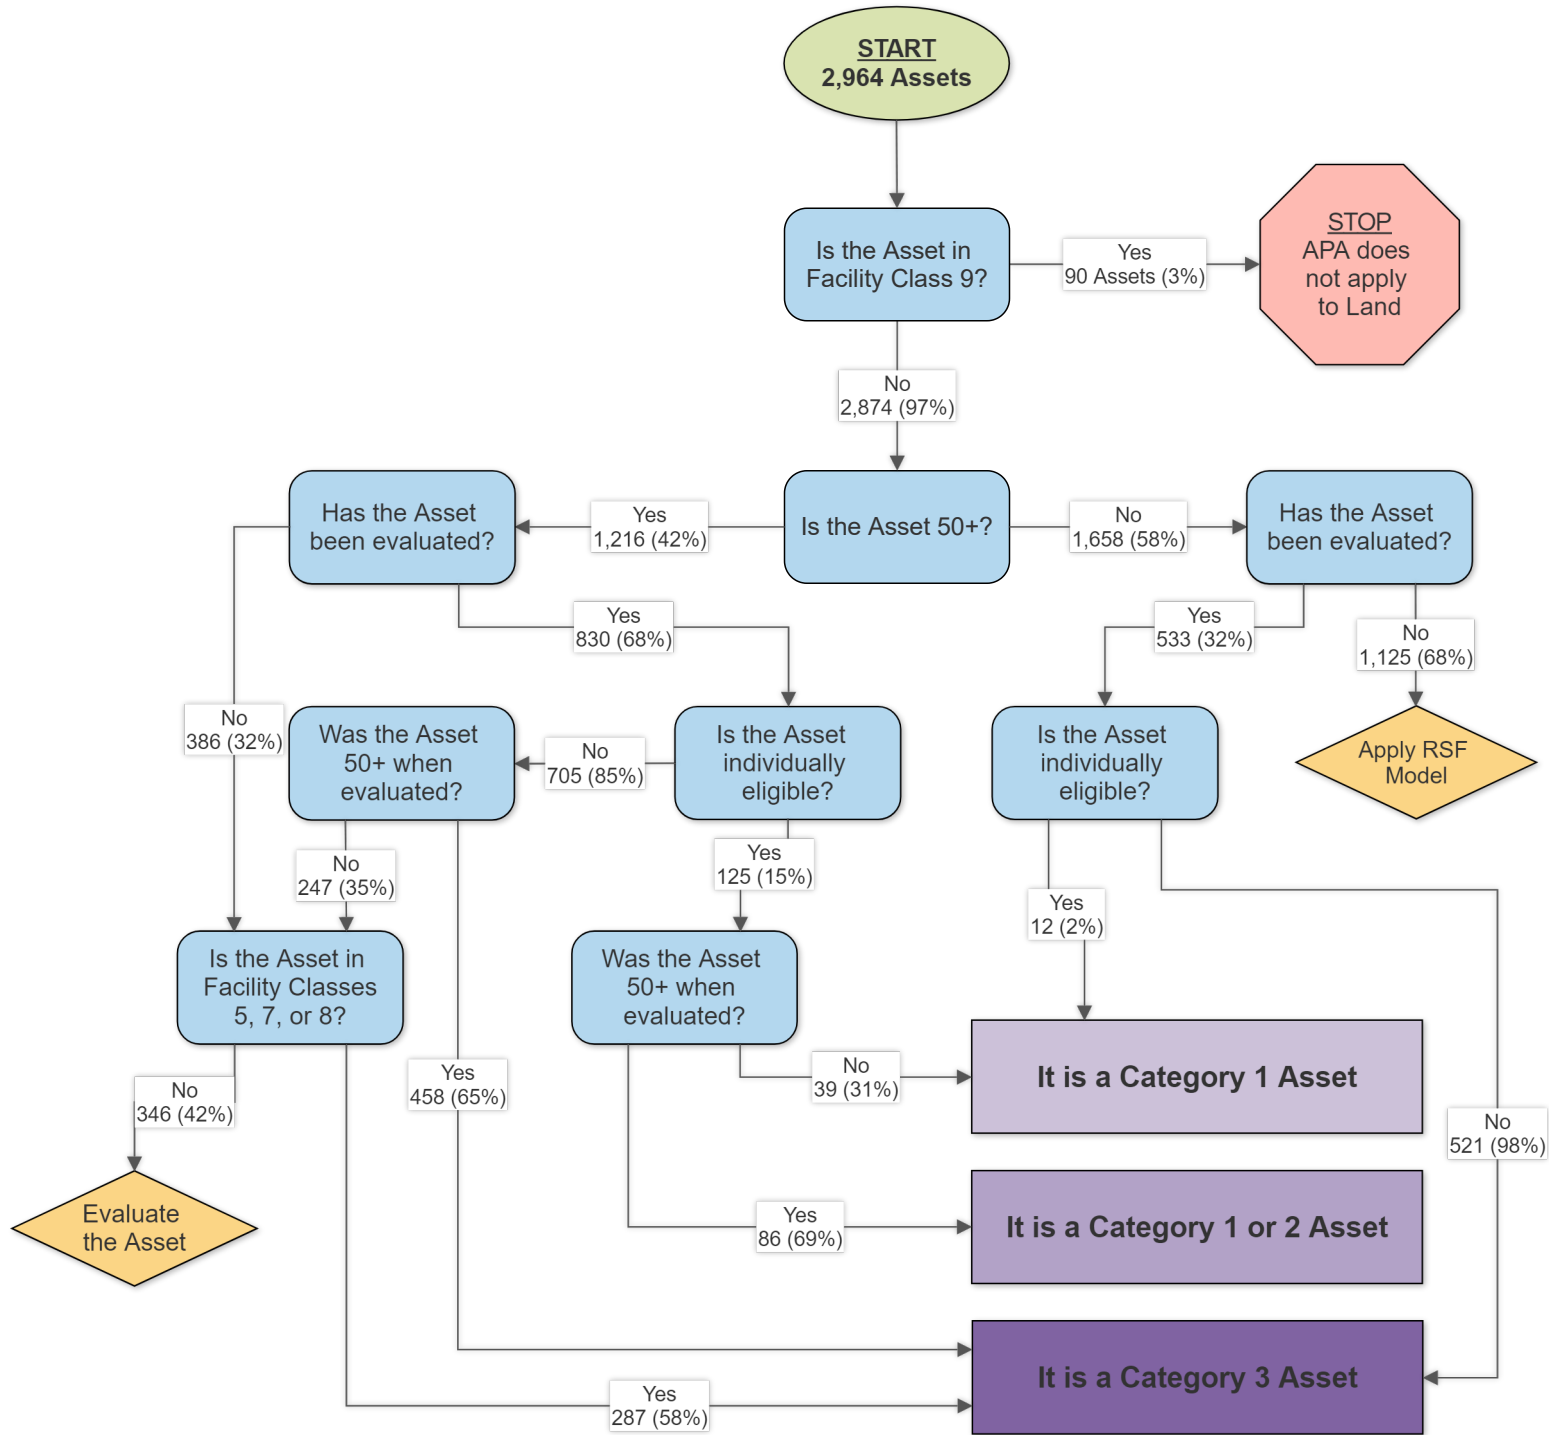 START
2,964 Assets
Is the Asset in
Facility Class 9?
Yes
90 Assets (3%)
STOP
APA does
not apply
to Land
No
2,874 (97%)
Has the Asset
been evaluated?
Yes
1,216 (42%)
Is the Asset 50+?
No
1,658 (58%)
Has the Asset
been evaluated?
Yes
830 (68%)
Yes
533 (32%)
No
1,125 (68%)
No
386 (32%)
Was the Asset
50+ when
evaluated?
No
705 (85%)
Is the Asset
individually
eligible?
Is the Asset
individually
eligible?
Apply RSF
Model
No
247 (35%)
Yes
125 (15%)
Yes
12 (2%)
Is the Asset in
Facility Classes
5, 7, or 8?
Was the Asset
50+ when
evaluated?
No
346 (42%)
Yes
458 (65%)
No
39 (31%)
It is a Category 1 Asset
No
521 (98%)
Evaluate
the Asset
Yes
86 (69%)
It is a Category 1 or 2 Asset
It is a Category 3 Asset
Yes
287 (58%)